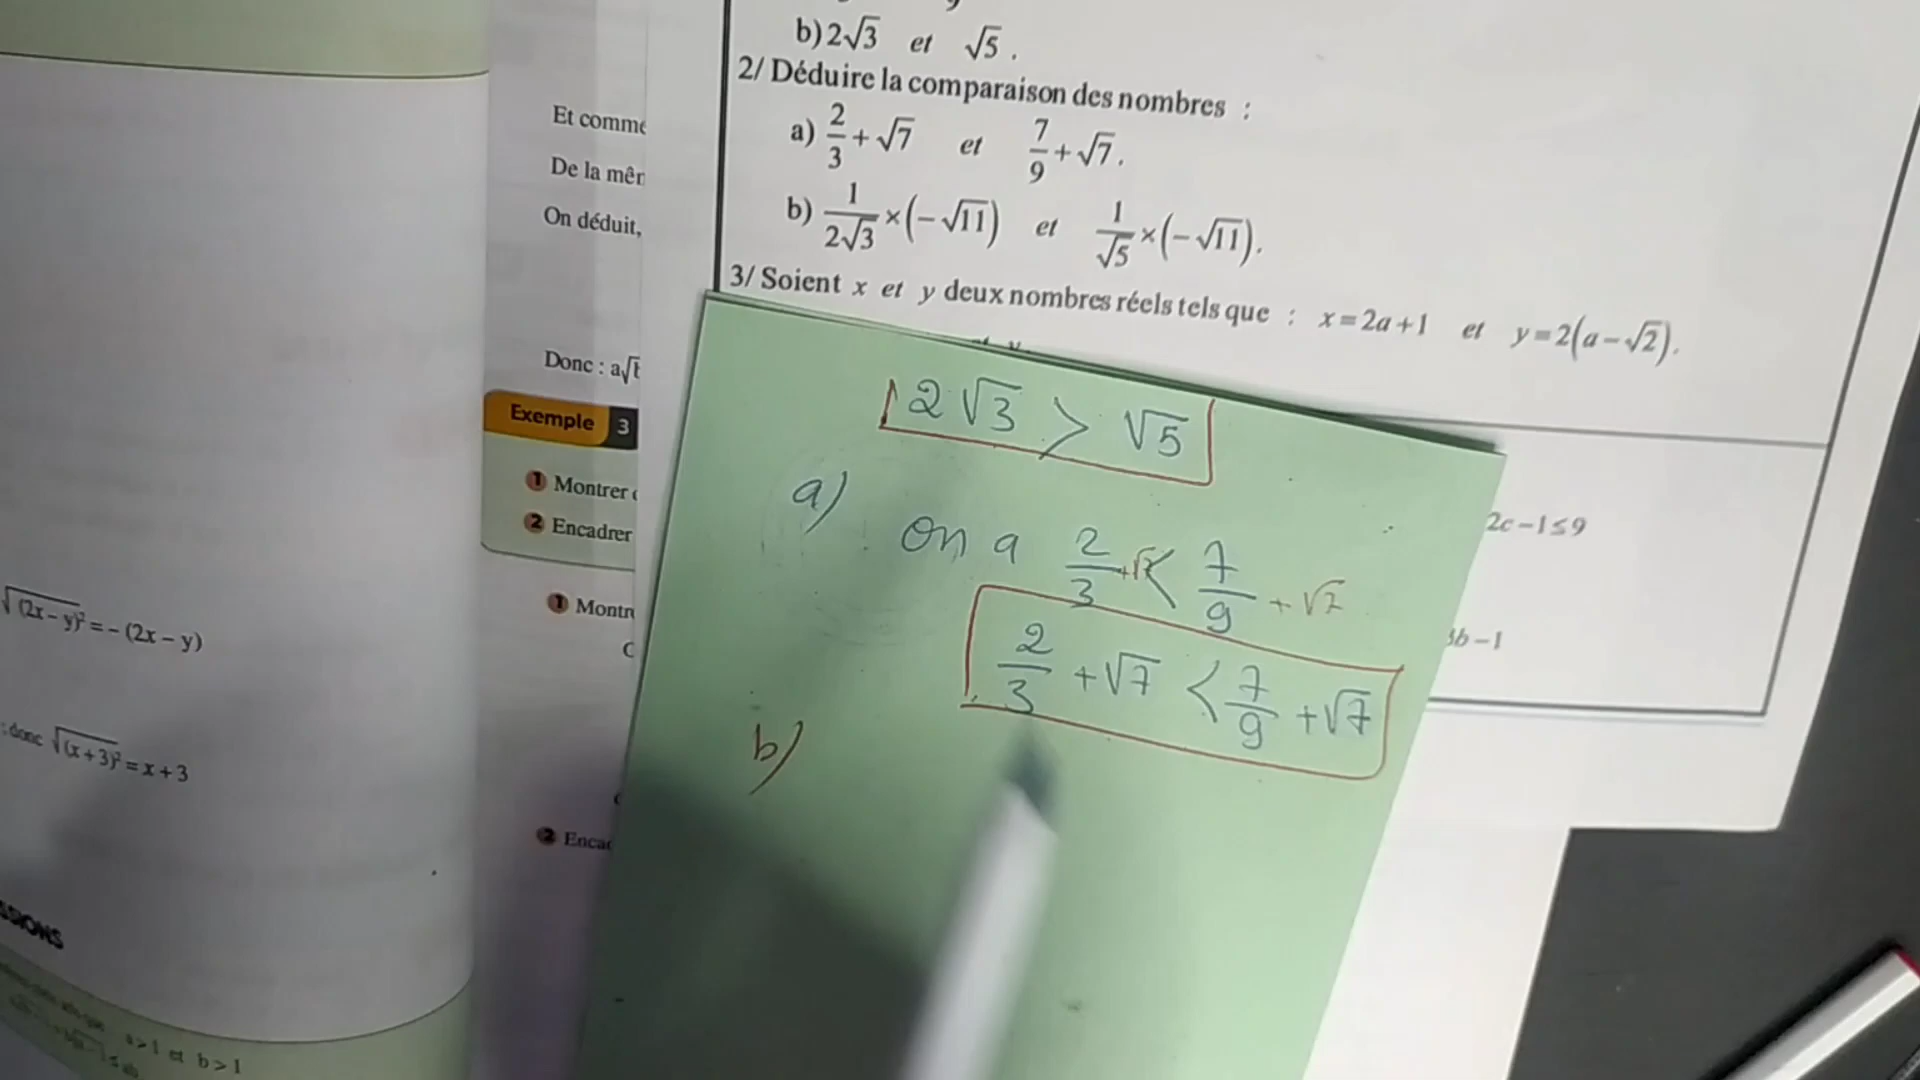 b) 2√3 et √5 .
2/ Déduire la comparaison des nombres :
a) 2/3 + √7 et 7/9 + √7.
b) 1/(2√3) × (−√11) et 1/√5 × (−√11).
3/ Soient x et y deux nombres réels tels que : x = 2a + 1 et y = 2(a − √2).
2√3 > √5
a) on a 2/3 + √7 < 7/9 + √7
2/3 + √7 < 7/9 + √7
b)
2c − 1 ≤ 9
b − 1
Et comme
De la mêm
On déduit,
Donc : a√b
Exemple 3
1 Montrer
2 Encadrer
1 Montr
2 Enca
√(2x − y)² = − (2x − y)
: donc √(x + 3)² = x + 3
SSIONS
a > 1 et b > 1
≤ ab